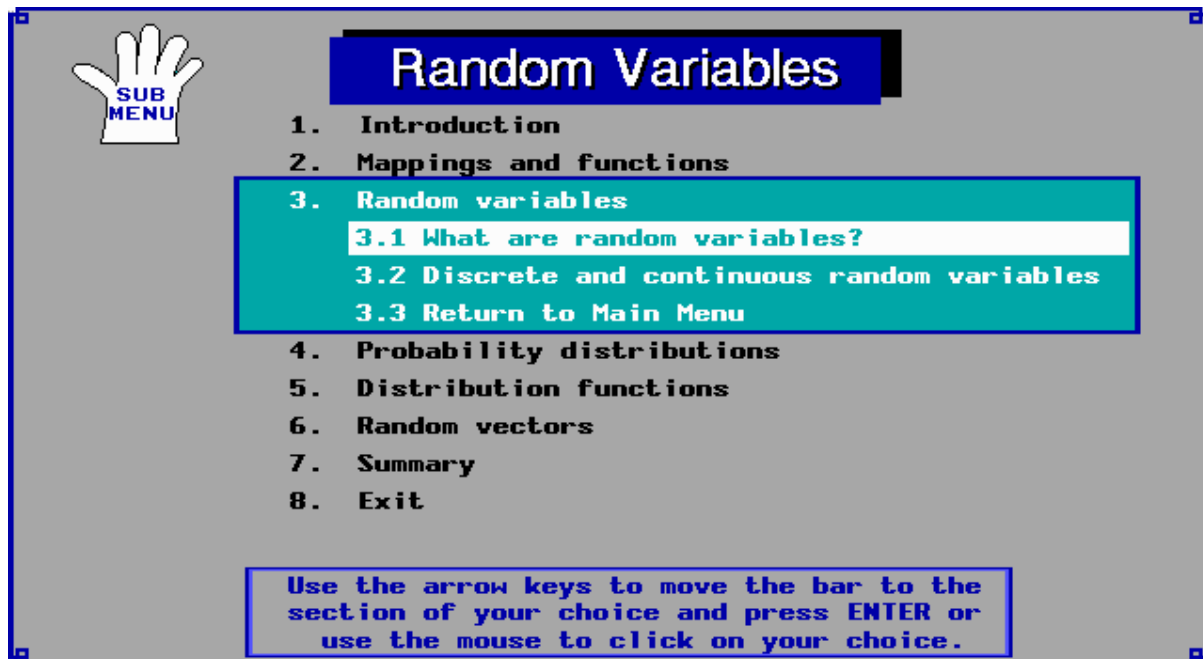 SUB
MENU
Random Variables
1. Introduction
2. Mappings and functions
3. Random variables
3.1 What are random variables?
3.2 Discrete and continuous random variables
3.3 Return to Main Menu
4. Probability distributions
5. Distribution functions
6. Random vectors
7. Summary
8. Exit
Use the arrow keys to move the bar to the
section of your choice and press ENTER or
use the mouse to click on your choice.